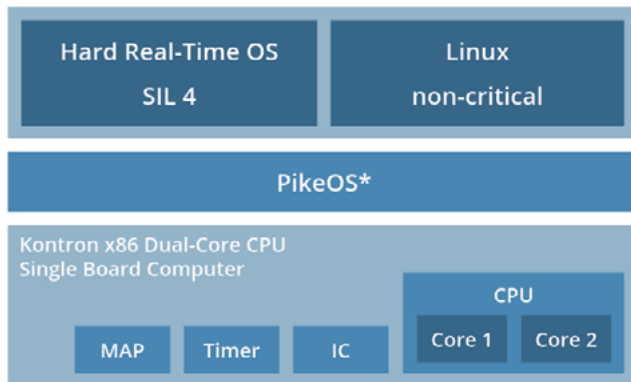 Hard Real-Time OS
SIL 4
Linux
non-critical
PikeOS*
Kontron x86 Dual-Core CPU
Single Board Computer
MAP
Timer
IC
CPU
Core 1
Core 2